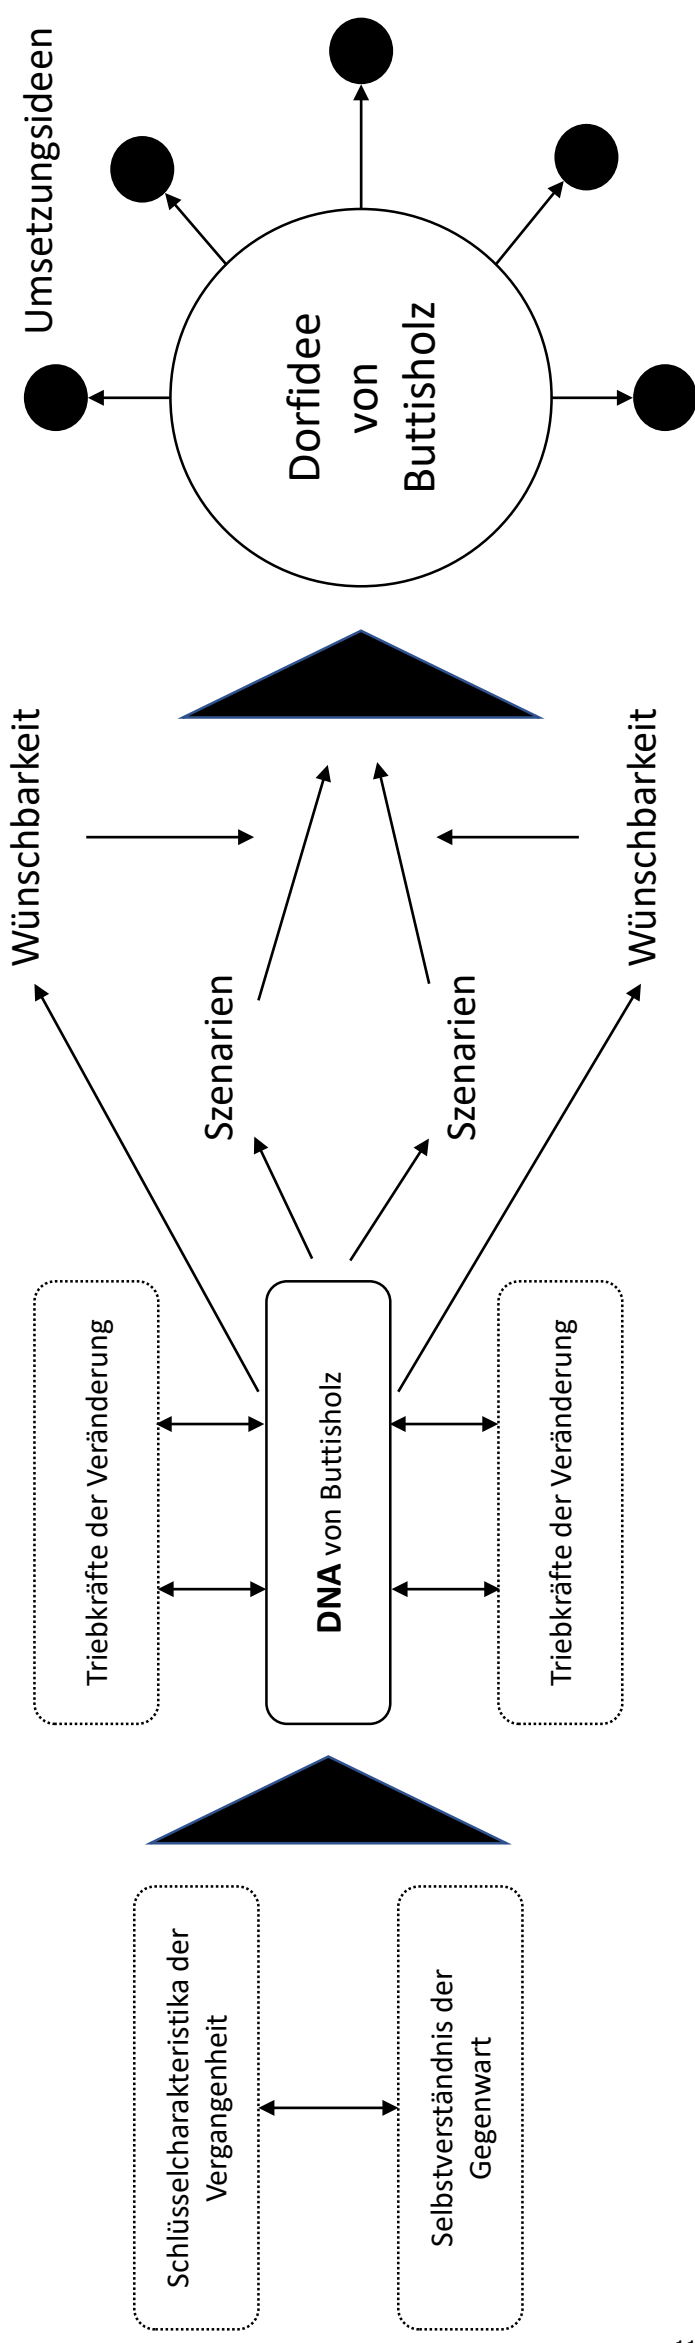 Schlüsselcharakteristika der
Vergangenheit
Selbstverständnis der
Gegenwart
Triebkräfte der Veränderung
DNA von Buttisholz
Triebkräfte der Veränderung
Wünschbarkeit
Szenarien
Szenarien
Wünschbarkeit
Umsetzungsideen
Dorfidee
von
Buttisholz